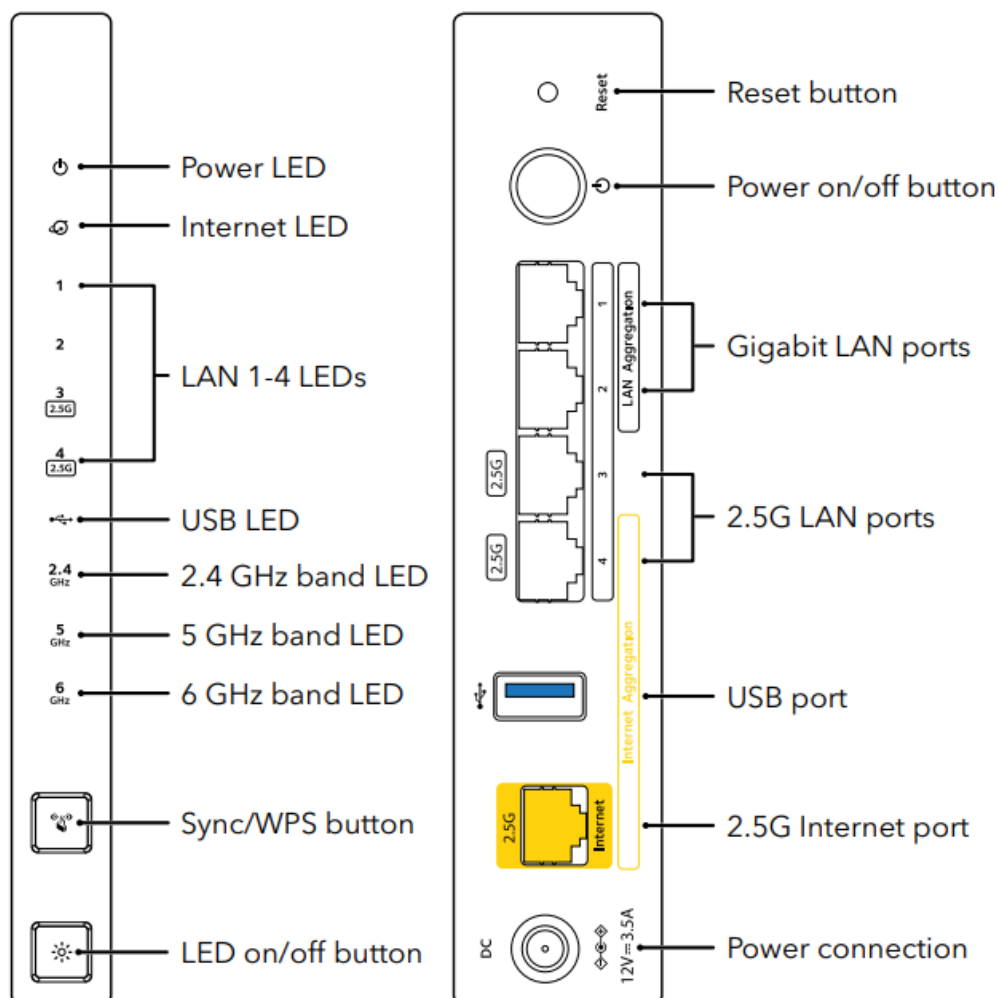 Power LED
Internet LED
1
2
3
2.5G
4
2.5G
LAN 1-4 LEDs
USB LED
2.4
GHz
2.4 GHz band LED
5
GHz
5 GHz band LED
6
GHz
6 GHz band LED
Sync/WPS button
LED on/off button
Reset
Reset button
Power on/off button
1
2
3
4
LAN Aggregation
Gigabit LAN ports
2.5G
2.5G
2.5G LAN ports
Internet Aggregation
USB port
2.5G
Internet
2.5G Internet port
DC
12V=3.5A
Power connection